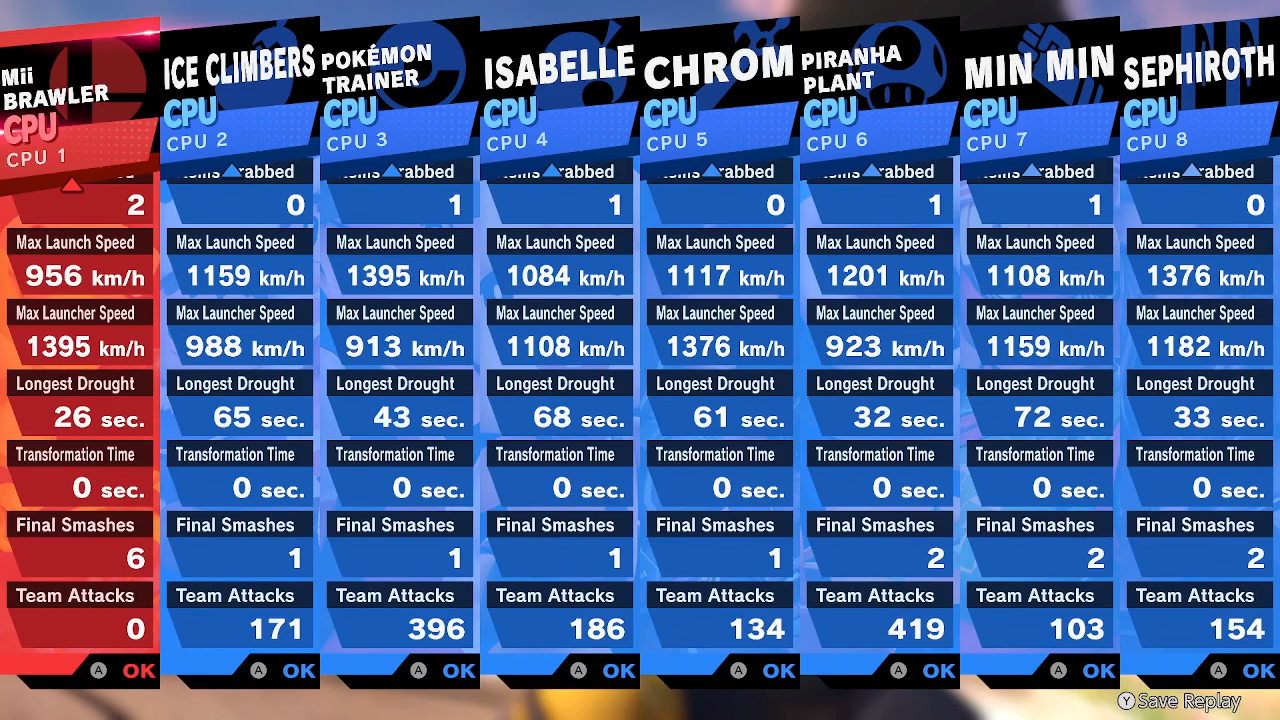 Mii
BRAWLER
CPU
CPU 1
2
Max Launch Speed
956 km/h
Max Launcher Speed
1395 km/h
Longest Drought
26 sec.
Transformation Time
0 sec.
Final Smashes
6
Team Attacks
0
A OK
ICE CLIMBERS
CPU
CPU 2
0
Max Launch Speed
1159 km/h
Max Launcher Speed
988 km/h
Longest Drought
65 sec.
Transformation Time
0 sec.
Final Smashes
1
Team Attacks
171
A OK
POKÉMON
TRAINER
CPU
CPU 3
1
Max Launch Speed
1395 km/h
Max Launcher Speed
913 km/h
Longest Drought
43 sec.
Transformation Time
0 sec.
Final Smashes
1
Team Attacks
396
A OK
ISABELLE
CPU
CPU 4
1
Max Launch Speed
1084 km/h
Max Launcher Speed
1108 km/h
Longest Drought
68 sec.
Transformation Time
0 sec.
Final Smashes
1
Team Attacks
186
A OK
CHROM
CPU
CPU 5
0
Max Launch Speed
1117 km/h
Max Launcher Speed
1376 km/h
Longest Drought
61 sec.
Transformation Time
0 sec.
Final Smashes
1
Team Attacks
134
A OK
PIRANHA
PLANT
CPU
CPU 6
1
Max Launch Speed
1201 km/h
Max Launcher Speed
923 km/h
Longest Drought
32 sec.
Transformation Time
0 sec.
Final Smashes
2
Team Attacks
419
A OK
MIN MIN
CPU
CPU 7
1
Max Launch Speed
1108 km/h
Max Launcher Speed
1159 km/h
Longest Drought
72 sec.
Transformation Time
0 sec.
Final Smashes
2
Team Attacks
103
A OK
SEPHIROTH
CPU
CPU 8
0
Max Launch Speed
1376 km/h
Max Launcher Speed
1182 km/h
Longest Drought
33 sec.
Transformation Time
0 sec.
Final Smashes
2
Team Attacks
154
A OK
Y Save Replay